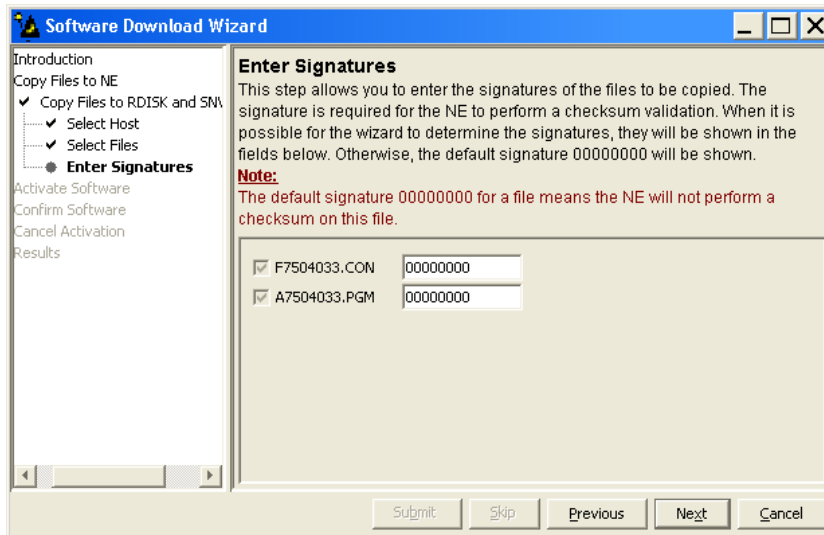 Software Download Wizard
Introduction
Copy Files to NE
Copy Files to RDISK and SNV
Select Host
Select Files
Enter Signatures
Activate Software
Confirm Software
Cancel Activation
Results
Enter Signatures
This step allows you to enter the signatures of the files to be copied. The
signature is required for the NE to perform a checksum validation. When it is
possible for the wizard to determine the signatures, they will be shown in the
fields below. Otherwise, the default signature 00000000 will be shown.
Note:
The default signature 00000000 for a file means the NE will not perform a
checksum on this file.
F7504033.CON 00000000
A7504033.PGM 00000000
Submit Skip Previous Next Cancel